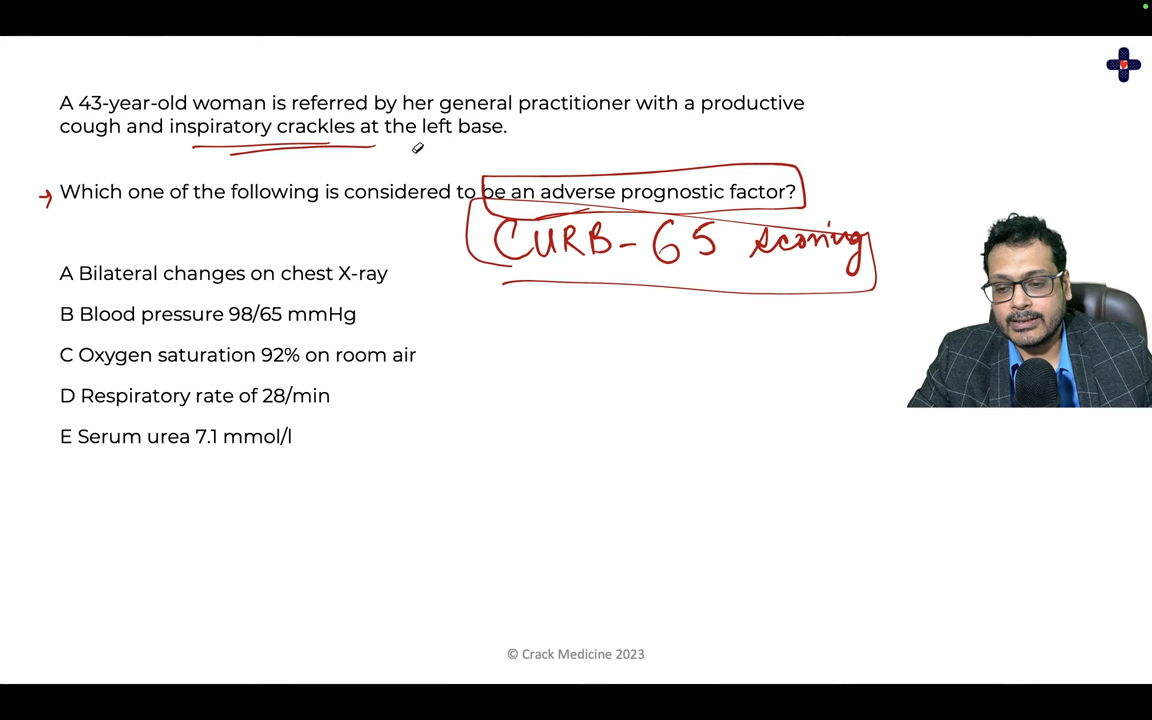 A 43-year-old woman is referred by her general practitioner with a productive
cough and inspiratory crackles at the left base.
Which one of the following is considered to be an adverse prognostic factor?
CURB-65 scoring
A Bilateral changes on chest X-ray
B Blood pressure 98/65 mmHg
C Oxygen saturation 92% on room air
D Respiratory rate of 28/min
E Serum urea 7.1 mmol/l
© Crack Medicine 2023